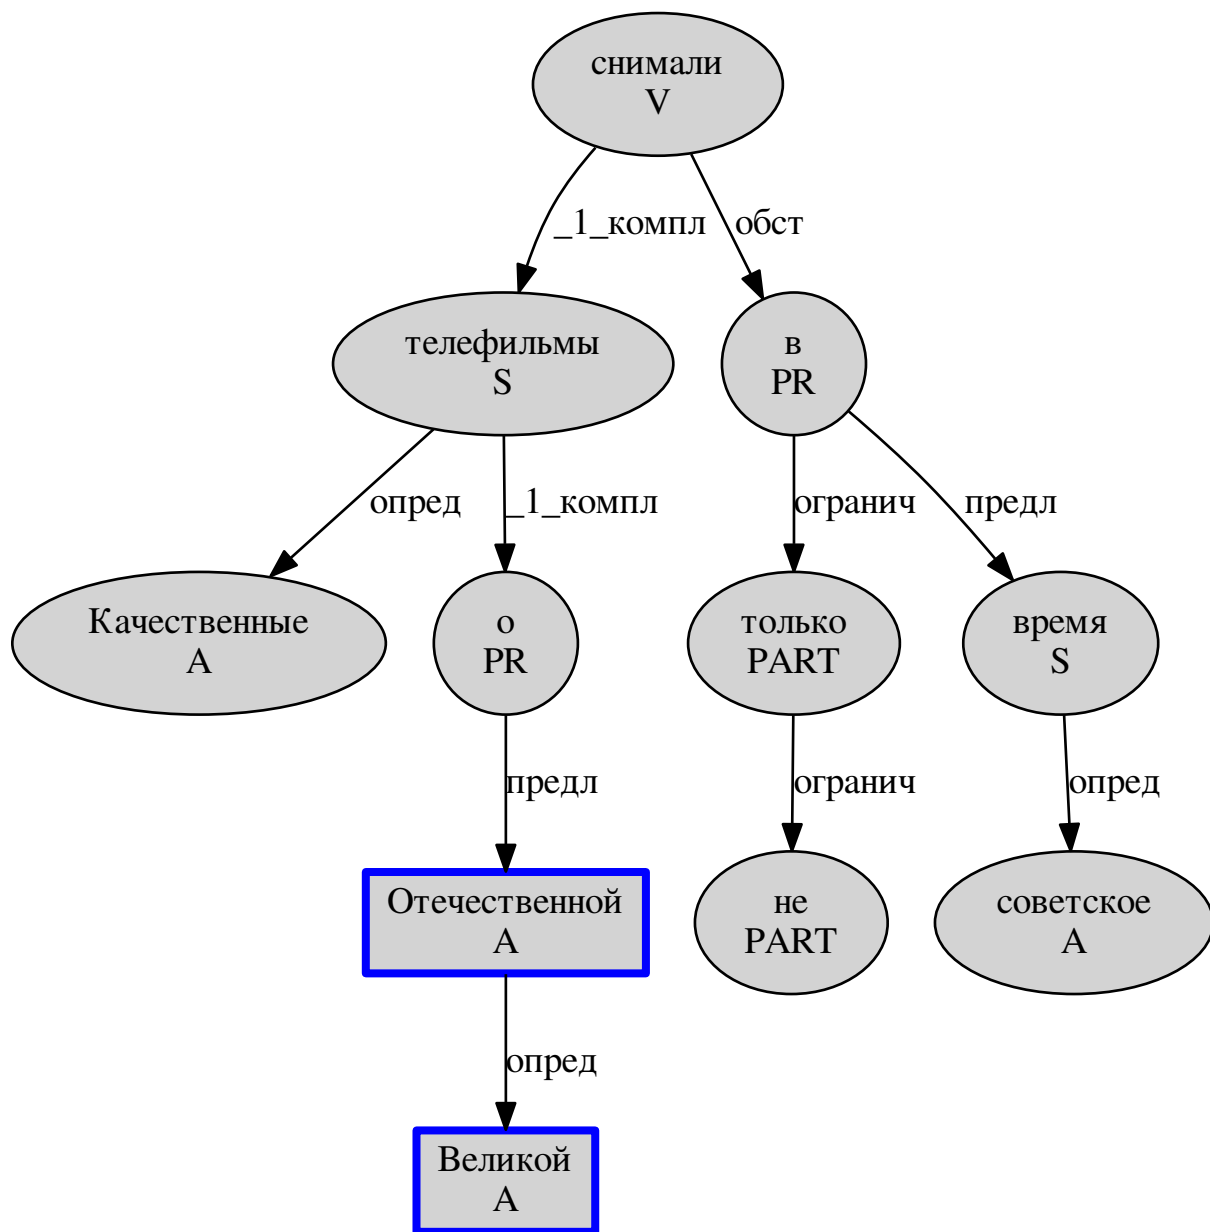 снимали
V
_1_компл
обст
телефильмы
S
в
PR
опред
_1_компл
огранич
предл
Качественные
A
о
PR
только
PART
время
S
предл
огранич
опред
Отечественной
A
не
PART
советское
A
опред
Великой
A